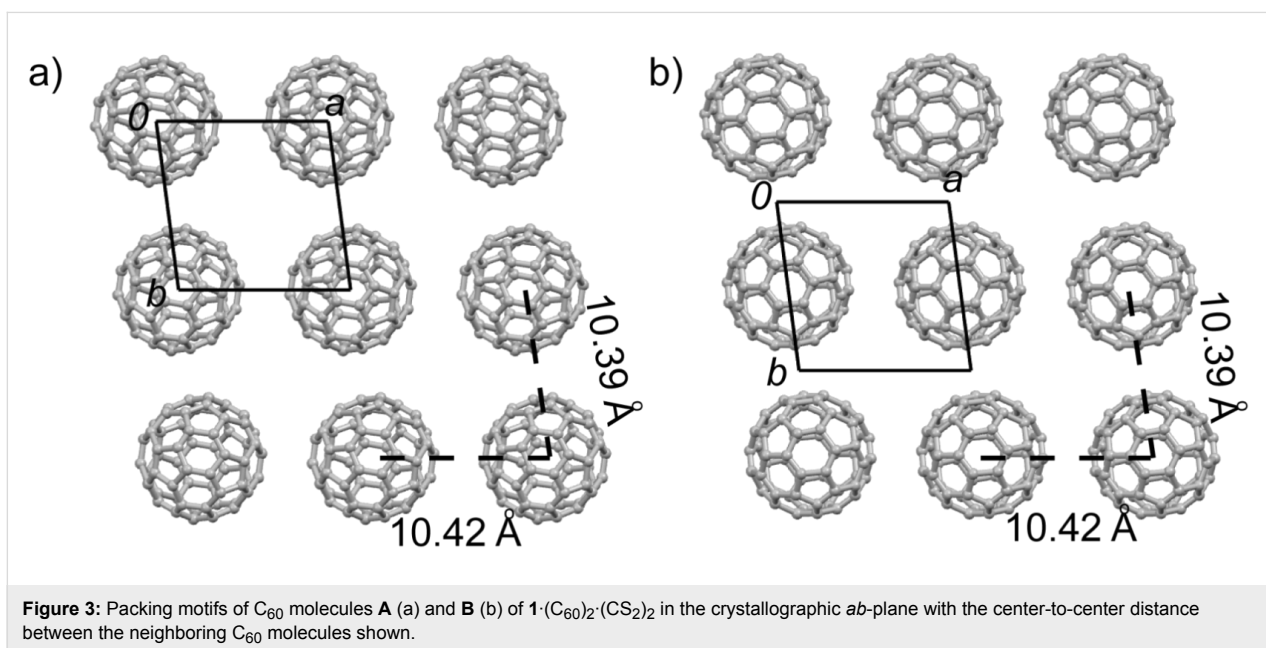 a)
0
a
b
10.39 Å
10.42 Å
b)
0
a
b
10.39 Å
10.42 Å
Figure 3: Packing motifs of C60 molecules A (a) and B (b) of 1·(C60)2·(CS2)2 in the crystallographic ab-plane with the center-to-center distance
between the neighboring C60 molecules shown.